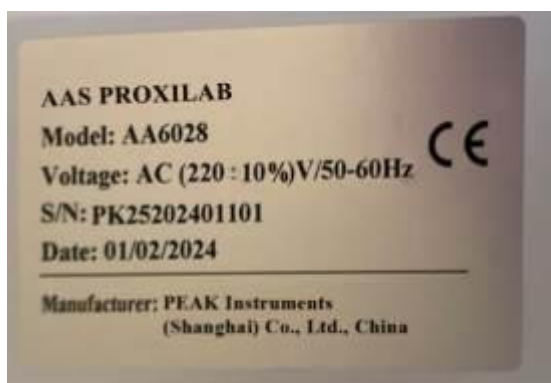 AAS PROXILAB
Model: AA6028
CE
Voltage: AC (220 : 10%)V/50-60Hz
S/N: PK25202401101
Date: 01/02/2024
Manufacturer: PEAK Instruments
(Shanghai) Co., Ltd., China